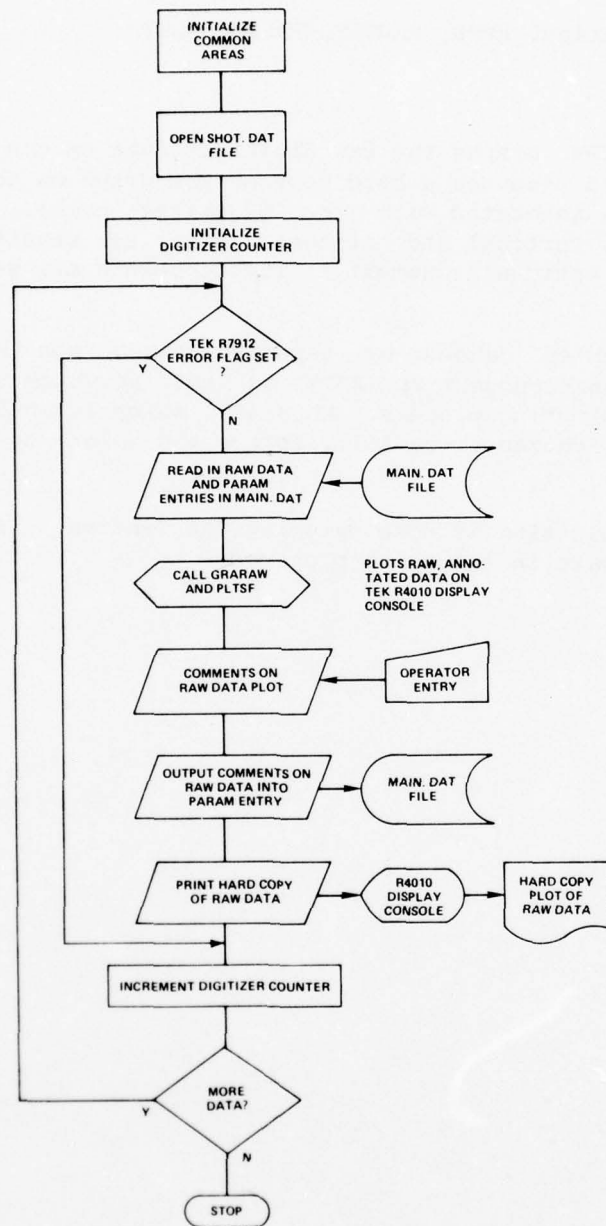 INITIALIZE
COMMON
AREAS
OPEN SHOT. DAT
FILE
INITIALIZE
DIGITIZER COUNTER
TEK R7912
ERROR FLAG SET
?
Y
N
READ IN RAW DATA
AND PARAM
ENTRIES IN MAIN. DAT
MAIN. DAT
FILE
CALL GRARAW
AND PLTSF
PLOTS RAW, ANNO-
TATED DATA ON
TEK R4010 DISPLAY
CONSOLE
COMMENTS ON
RAW DATA PLOT
OPERATOR
ENTRY
OUTPUT COMMENTS ON
RAW DATA INTO
PARAM ENTRY
MAIN. DAT
FILE
PRINT HARD COPY
OF RAW DATA
R4010
DISPLAY
CONSOLE
HARD COPY
PLOT OF
RAW DATA
INCREMENT DIGITIZER COUNTER
MORE
DATA?
Y
N
STOP